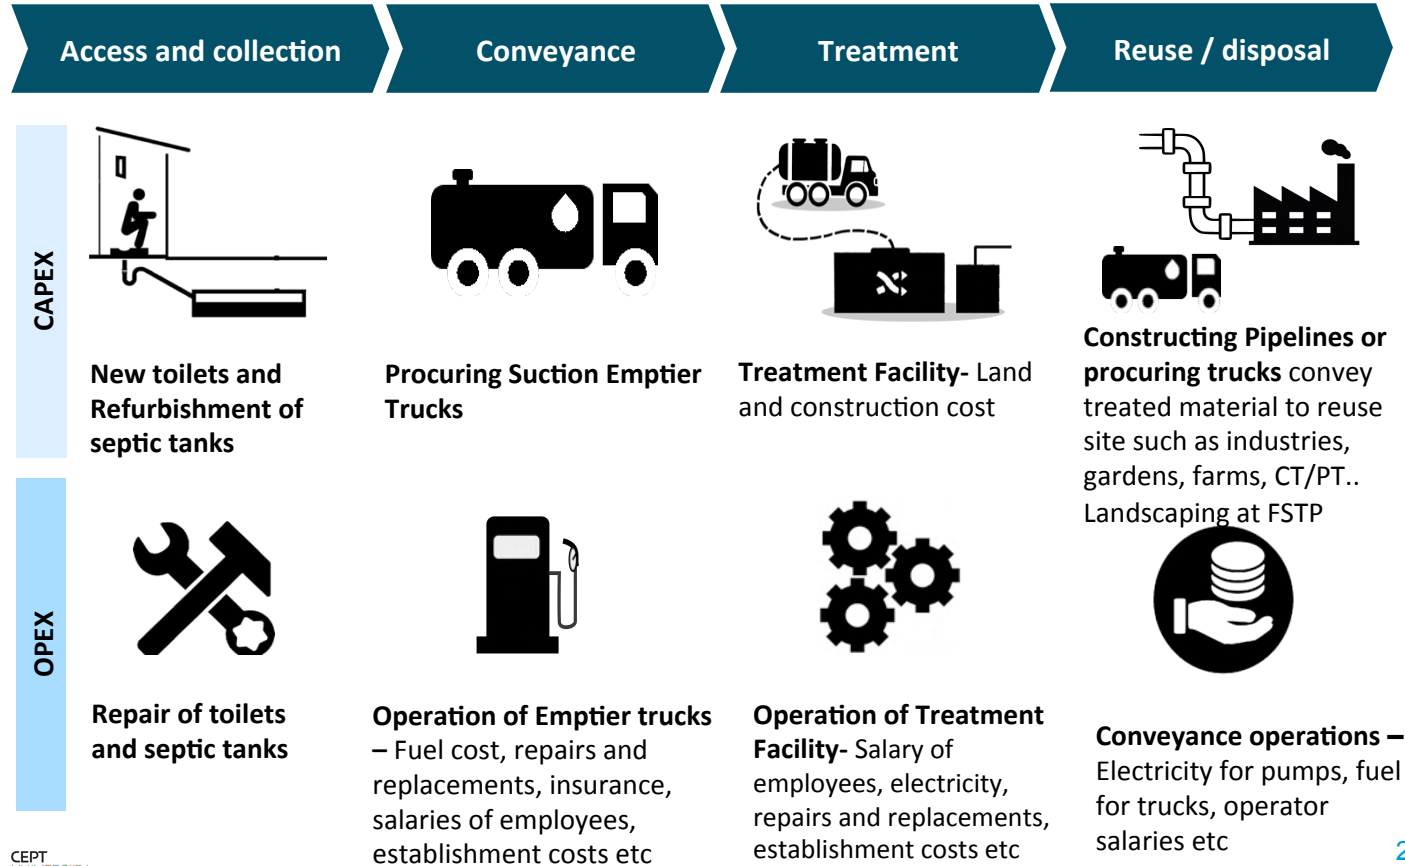 Access and collection
Conveyance
Treatment
Reuse / disposal
CAPEX
New toilets and
Refurbishment of
septic tanks
Procuring Suction Emptier
Trucks
Treatment Facility- Land
and construction cost
Constructing Pipelines or
procuring trucks convey
treated material to reuse
site such as industries,
gardens, farms, CT/PT..
Landscaping at FSTP
OPEX
Repair of toilets
and septic tanks
Operation of Emptier trucks
– Fuel cost, repairs and
replacements, insurance,
salaries of employees,
establishment costs etc
Operation of Treatment
Facility- Salary of
employees, electricity,
repairs and replacements,
establishment costs etc
Conveyance operations –
Electricity for pumps, fuel
for trucks, operator
salaries etc
CEPT
2